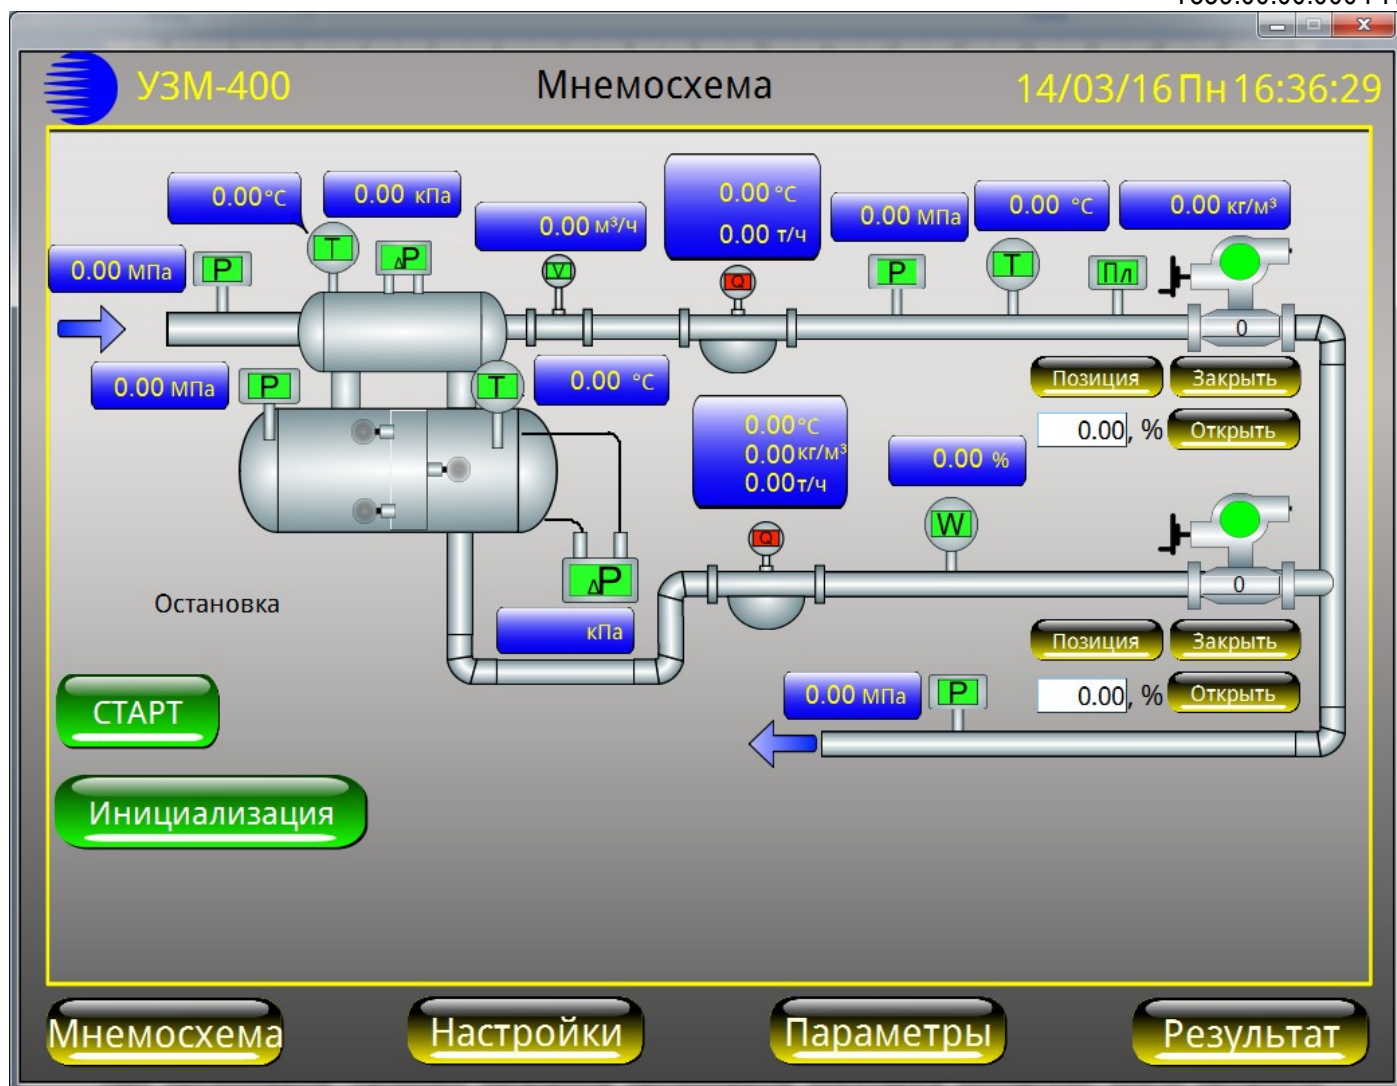 УЗМ-400
Мнемосхема
14/03/16 Пн 16:36:29
0.00 °С
0.00 кПа
0.00 м³/ч
0.00 °С
0.00 т/ч
0.00 МПа
0.00 °С
0.00 кг/м³
0.00 МПа
P
T
ΔP
V
Q
P
T
Пл
0
0.00 МПа
P
T
0.00 °С
Позиция
Закрыть
0.00, %
Открыть
0.00 °С
0.00 кг/м³
0.00 т/ч
0.00 %
Q
W
0
ΔP
кПа
Остановка
Позиция
Закрыть
0.00, %
Открыть
0.00 МПа
P
СТАРТ
Инициализация
Мнемосхема
Настройки
Параметры
Результат